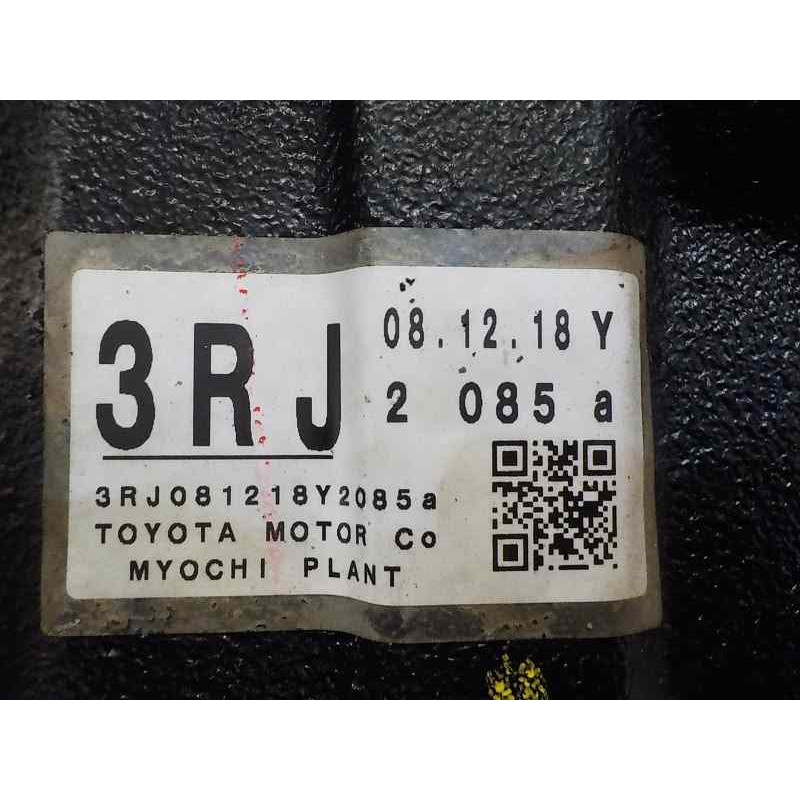 3RJ
08.12.18 Y
2 085 a
3RJ081218Y2085a
TOYOTA MOTOR Co
MYOCHI PLANT